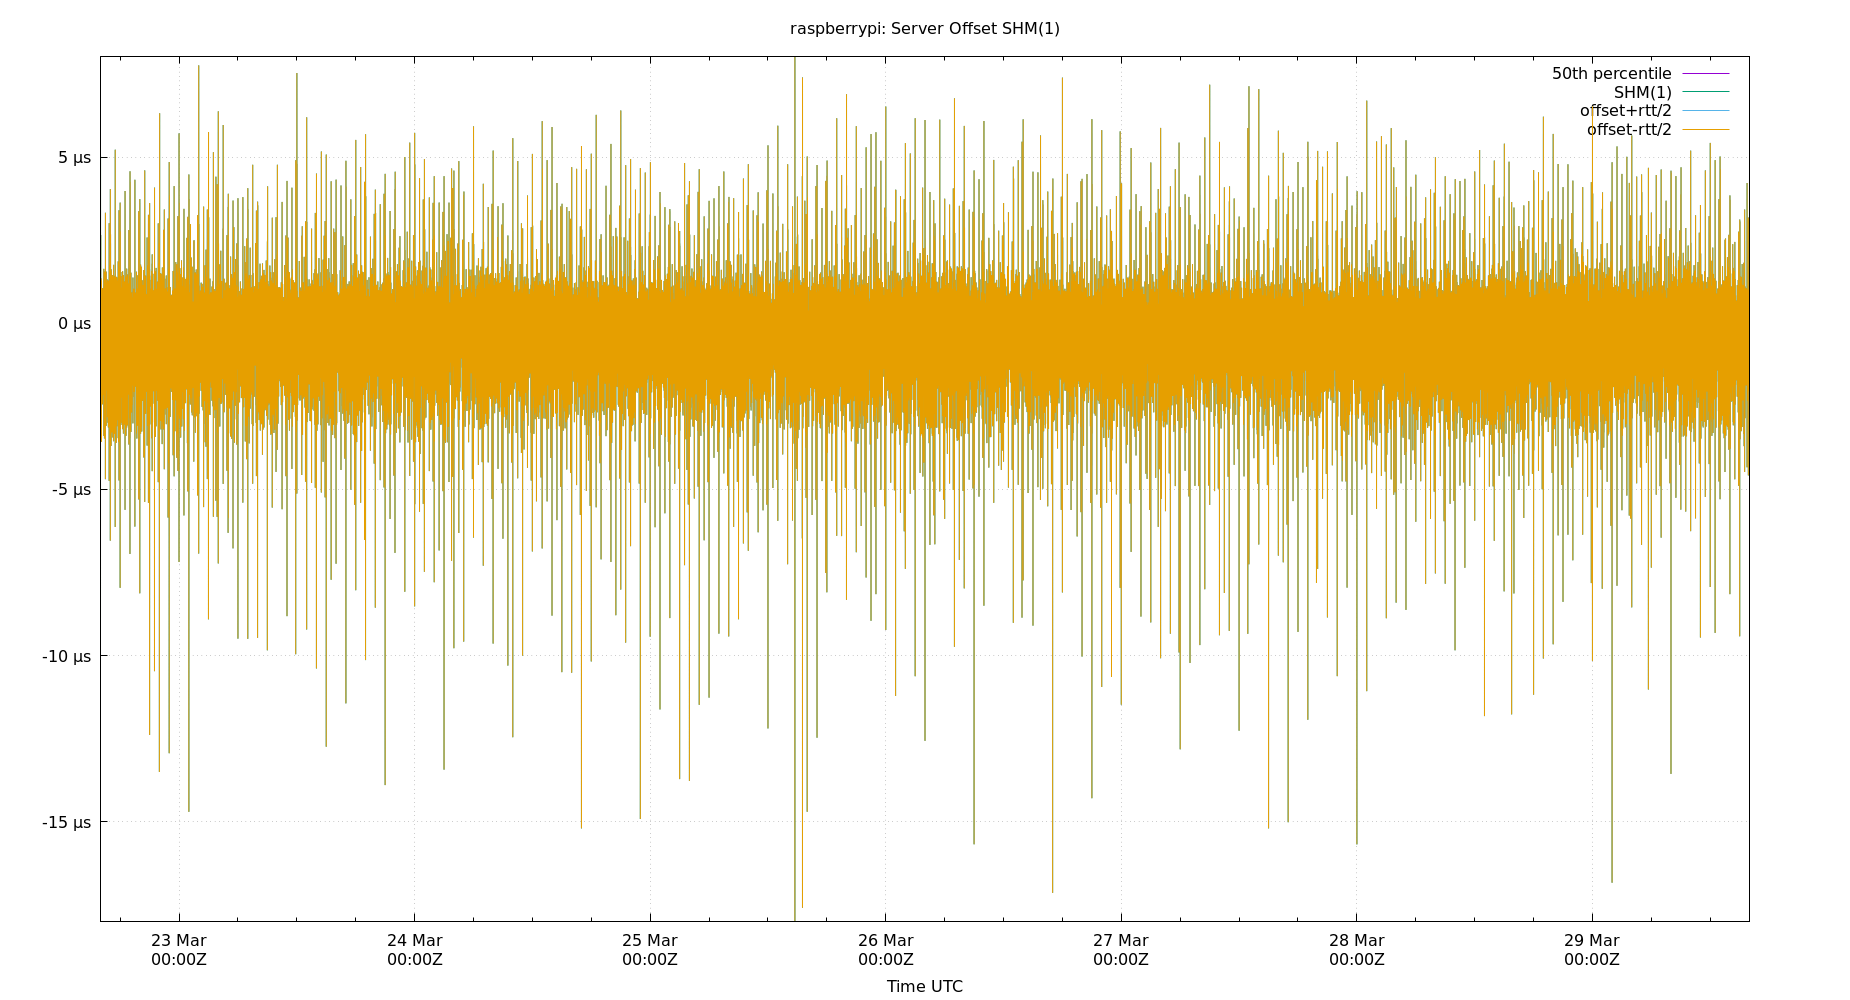 raspberrypi: Server Offset SHM(1)
50th percentile
SHM(1)
offset+rtt/2
offset-rtt/2
5 µs
0 µs
-5 µs
-10 µs
-15 µs
23 Mar
00:00Z
24 Mar
00:00Z
25 Mar
00:00Z
26 Mar
00:00Z
27 Mar
00:00Z
28 Mar
00:00Z
29 Mar
00:00Z
Time UTC